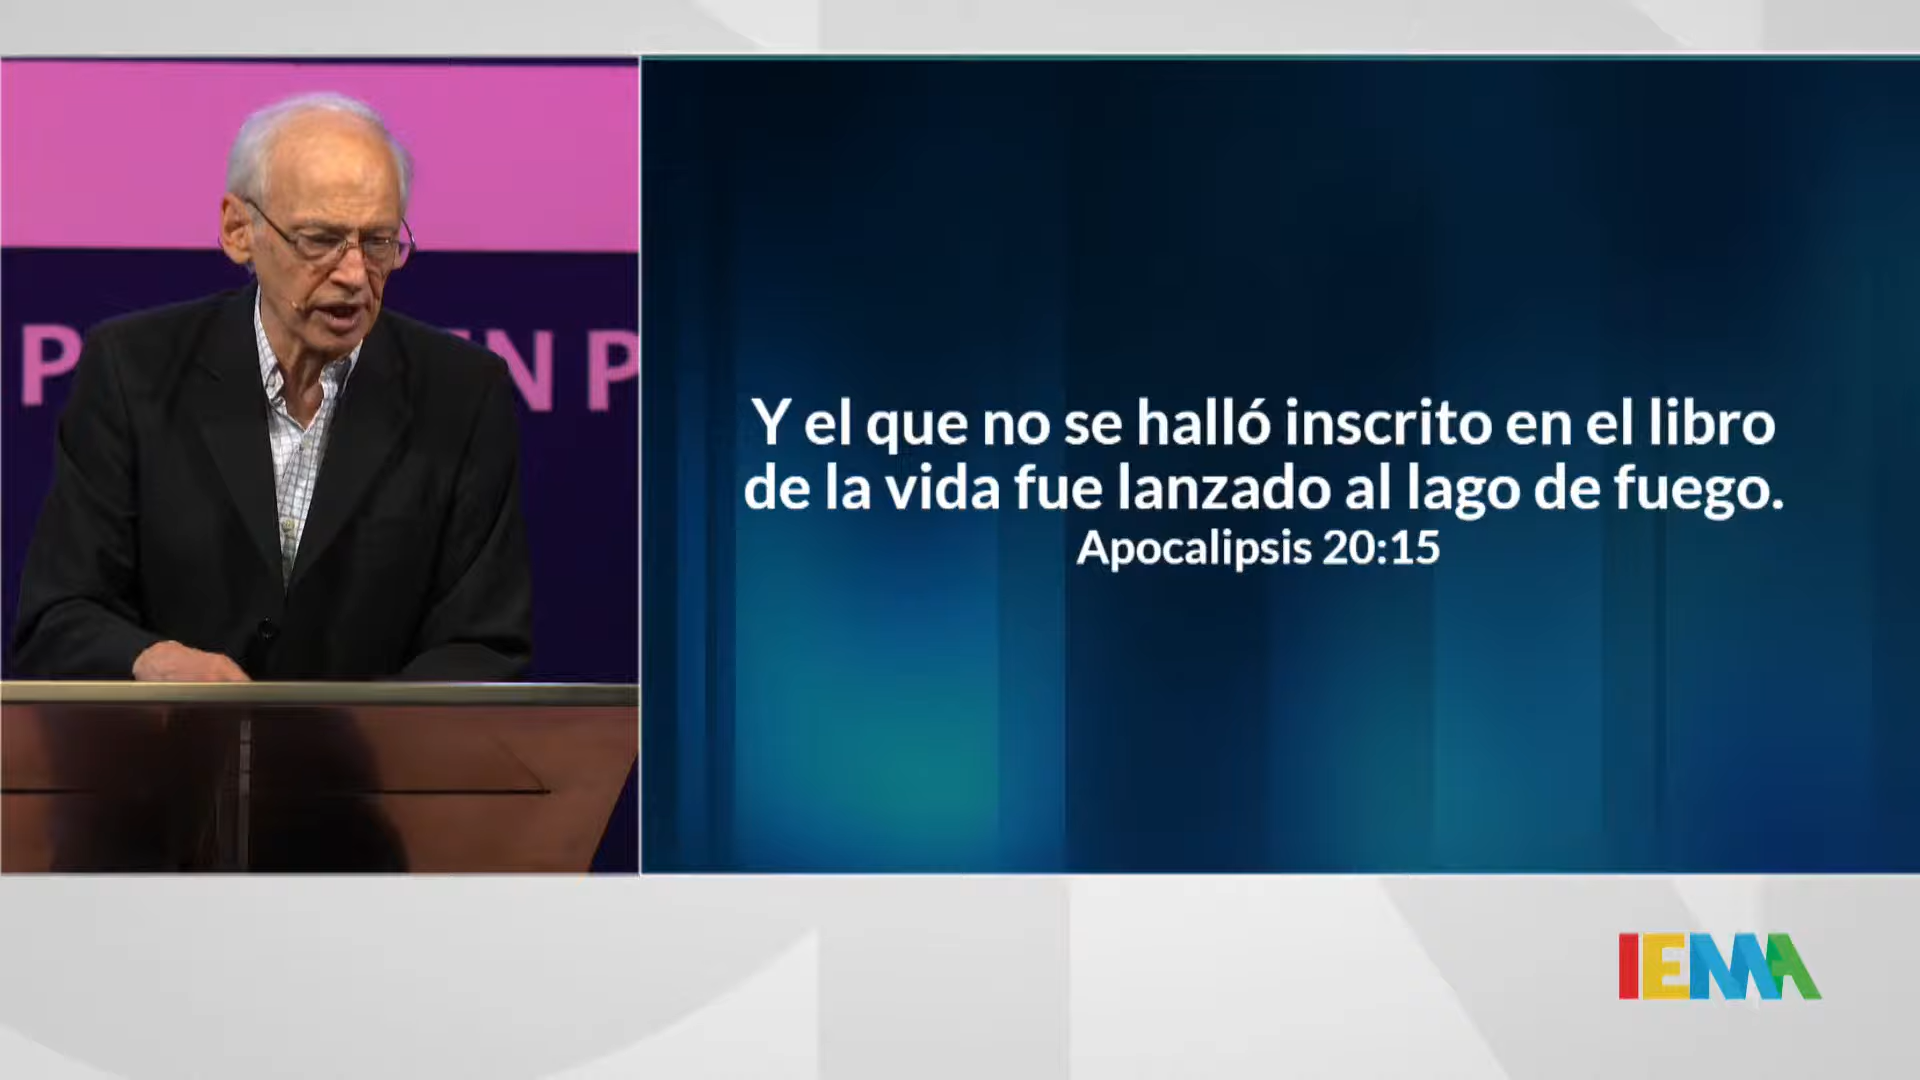 Y el que no se halló inscrito en el libro
de la vida fue lanzado al lago de fuego.
Apocalipsis 20:15
IEMA